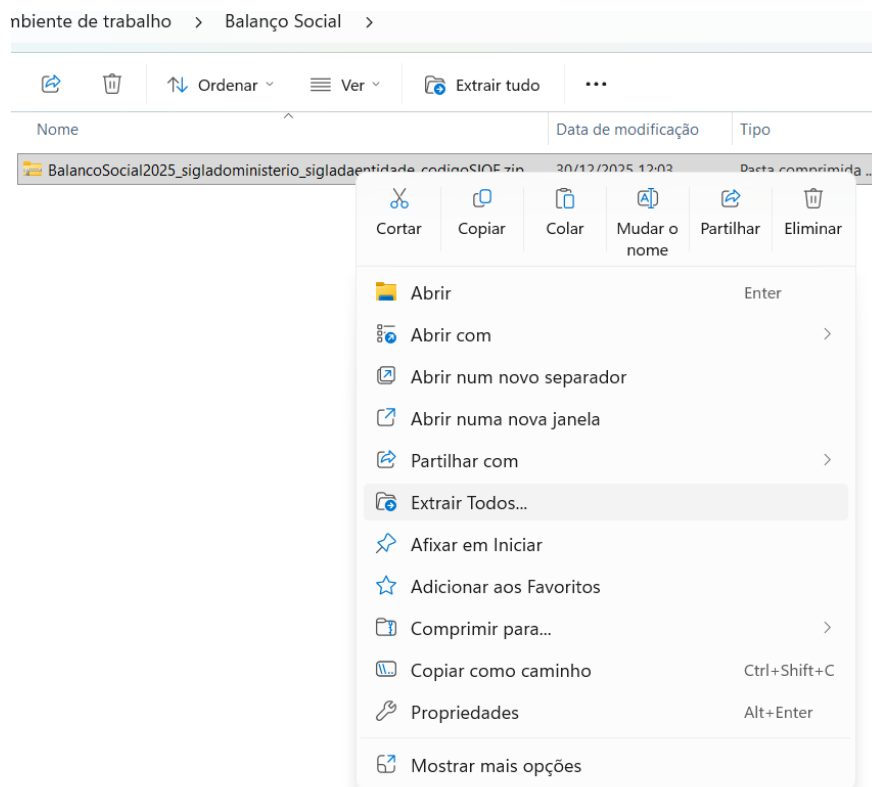 mbiente de trabalho > Balanço Social >
Ordenar Ver Extrair tudo ...
Nome Data de modificação Tipo
BalancoSocial2025_sigladoministerio_sigladaentidade_codigoSIOE.zip 30/12/2025 12:03 Pasta comprimida ...
Cortar Copiar Colar Mudar o nome Partilhar Eliminar
Abrir Enter
Abrir com
Abrir num novo separador
Abrir numa nova janela
Partilhar com
Extrair Todos...
Afixar em Iniciar
Adicionar aos Favoritos
Comprimir para...
Copiar como caminho Ctrl+Shift+C
Propriedades Alt+Enter
Mostrar mais opções